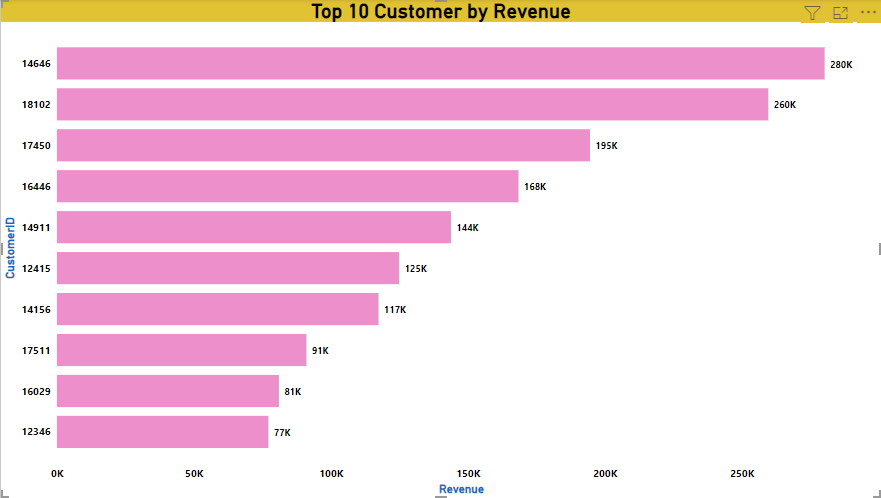 Top 10 Customer by Revenue
14646 280K
18102 260K
17450 195K
16446 168K
14911 144K
12415 125K
14156 117K
17511 91K
16029 81K
12346 77K
CustomerID
0K 50K 100K 150K 200K 250K
Revenue